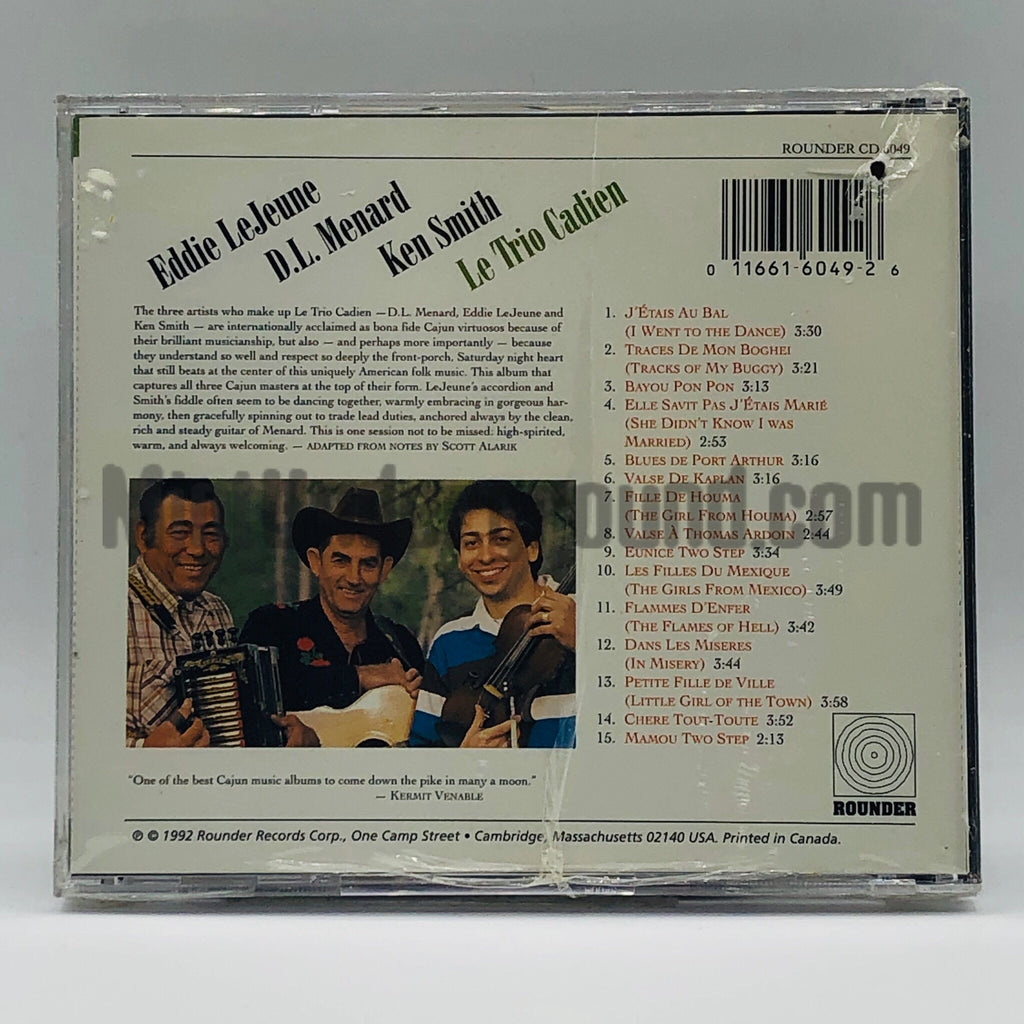 ROUNDER CD 6049
Eddie LeJeune
D.L. Menard
Ken Smith
Le Trio Cadien
0 11661-6049-2 6
The three artists who make up Le Trio Cadien — D.L. Menard, Eddie LeJeune and
Ken Smith — are internationally acclaimed as bona fide Cajun virtuosos because of
their brilliant musicianship, but also — and perhaps more importantly — because
they understand so well and respect so deeply the front-porch, Saturday night heart
that still beats at the center of this uniquely American folk music. This album that
captures all three Cajun masters at the top of their form. LeJeune's accordion and
Smith's fiddle often seem to be dancing together, warmly embracing in gorgeous har-
mony, then gracefully spinning out to trade lead duties, anchored always by the clean,
rich and steady guitar of Menard. This is one session not to be missed: high-spirited,
warm, and always welcoming. — ADAPTED FROM NOTES BY SCOTT ALARIK
1. J'ÉTAIS AU BAL
(I WENT TO THE DANCE) 3:30
2. TRACES DE MON BOGHEI
(TRACKS OF MY BUGGY) 3:21
3. BAYOU PON PON 3:13
4. ELLE SAVIT PAS J'ÉTAIS MARIÉ
(SHE DIDN'T KNOW I WAS
MARRIED) 2:53
5. BLUES DE PORT ARTHUR 3:16
6. VALSE DE KAPLAN 3:16
7. FILLE DE HOUMA
(THE GIRL FROM HOUMA) 2:57
8. VALSE À THOMAS ARDOIN 2:44
9. EUNICE TWO STEP 3:34
10. LES FILLES DU MEXIQUE
(THE GIRLS FROM MEXICO) 3:49
11. FLAMMES D'ENFER
(THE FLAMES OF HELL) 3:42
12. DANS LES MISERES
(IN MISERY) 3:44
13. PETITE FILLE DE VILLE
(LITTLE GIRL OF THE TOWN) 3:58
14. CHERE TOUT-TOUTE 3:52
15. MAMOU TWO STEP 2:13
ROUNDER
"One of the best Cajun music albums to come down the pike in many a moon."
— KERMIT VENABLE
℗ © 1992 Rounder Records Corp., One Camp Street • Cambridge, Massachusetts 02140 USA. Printed in Canada.